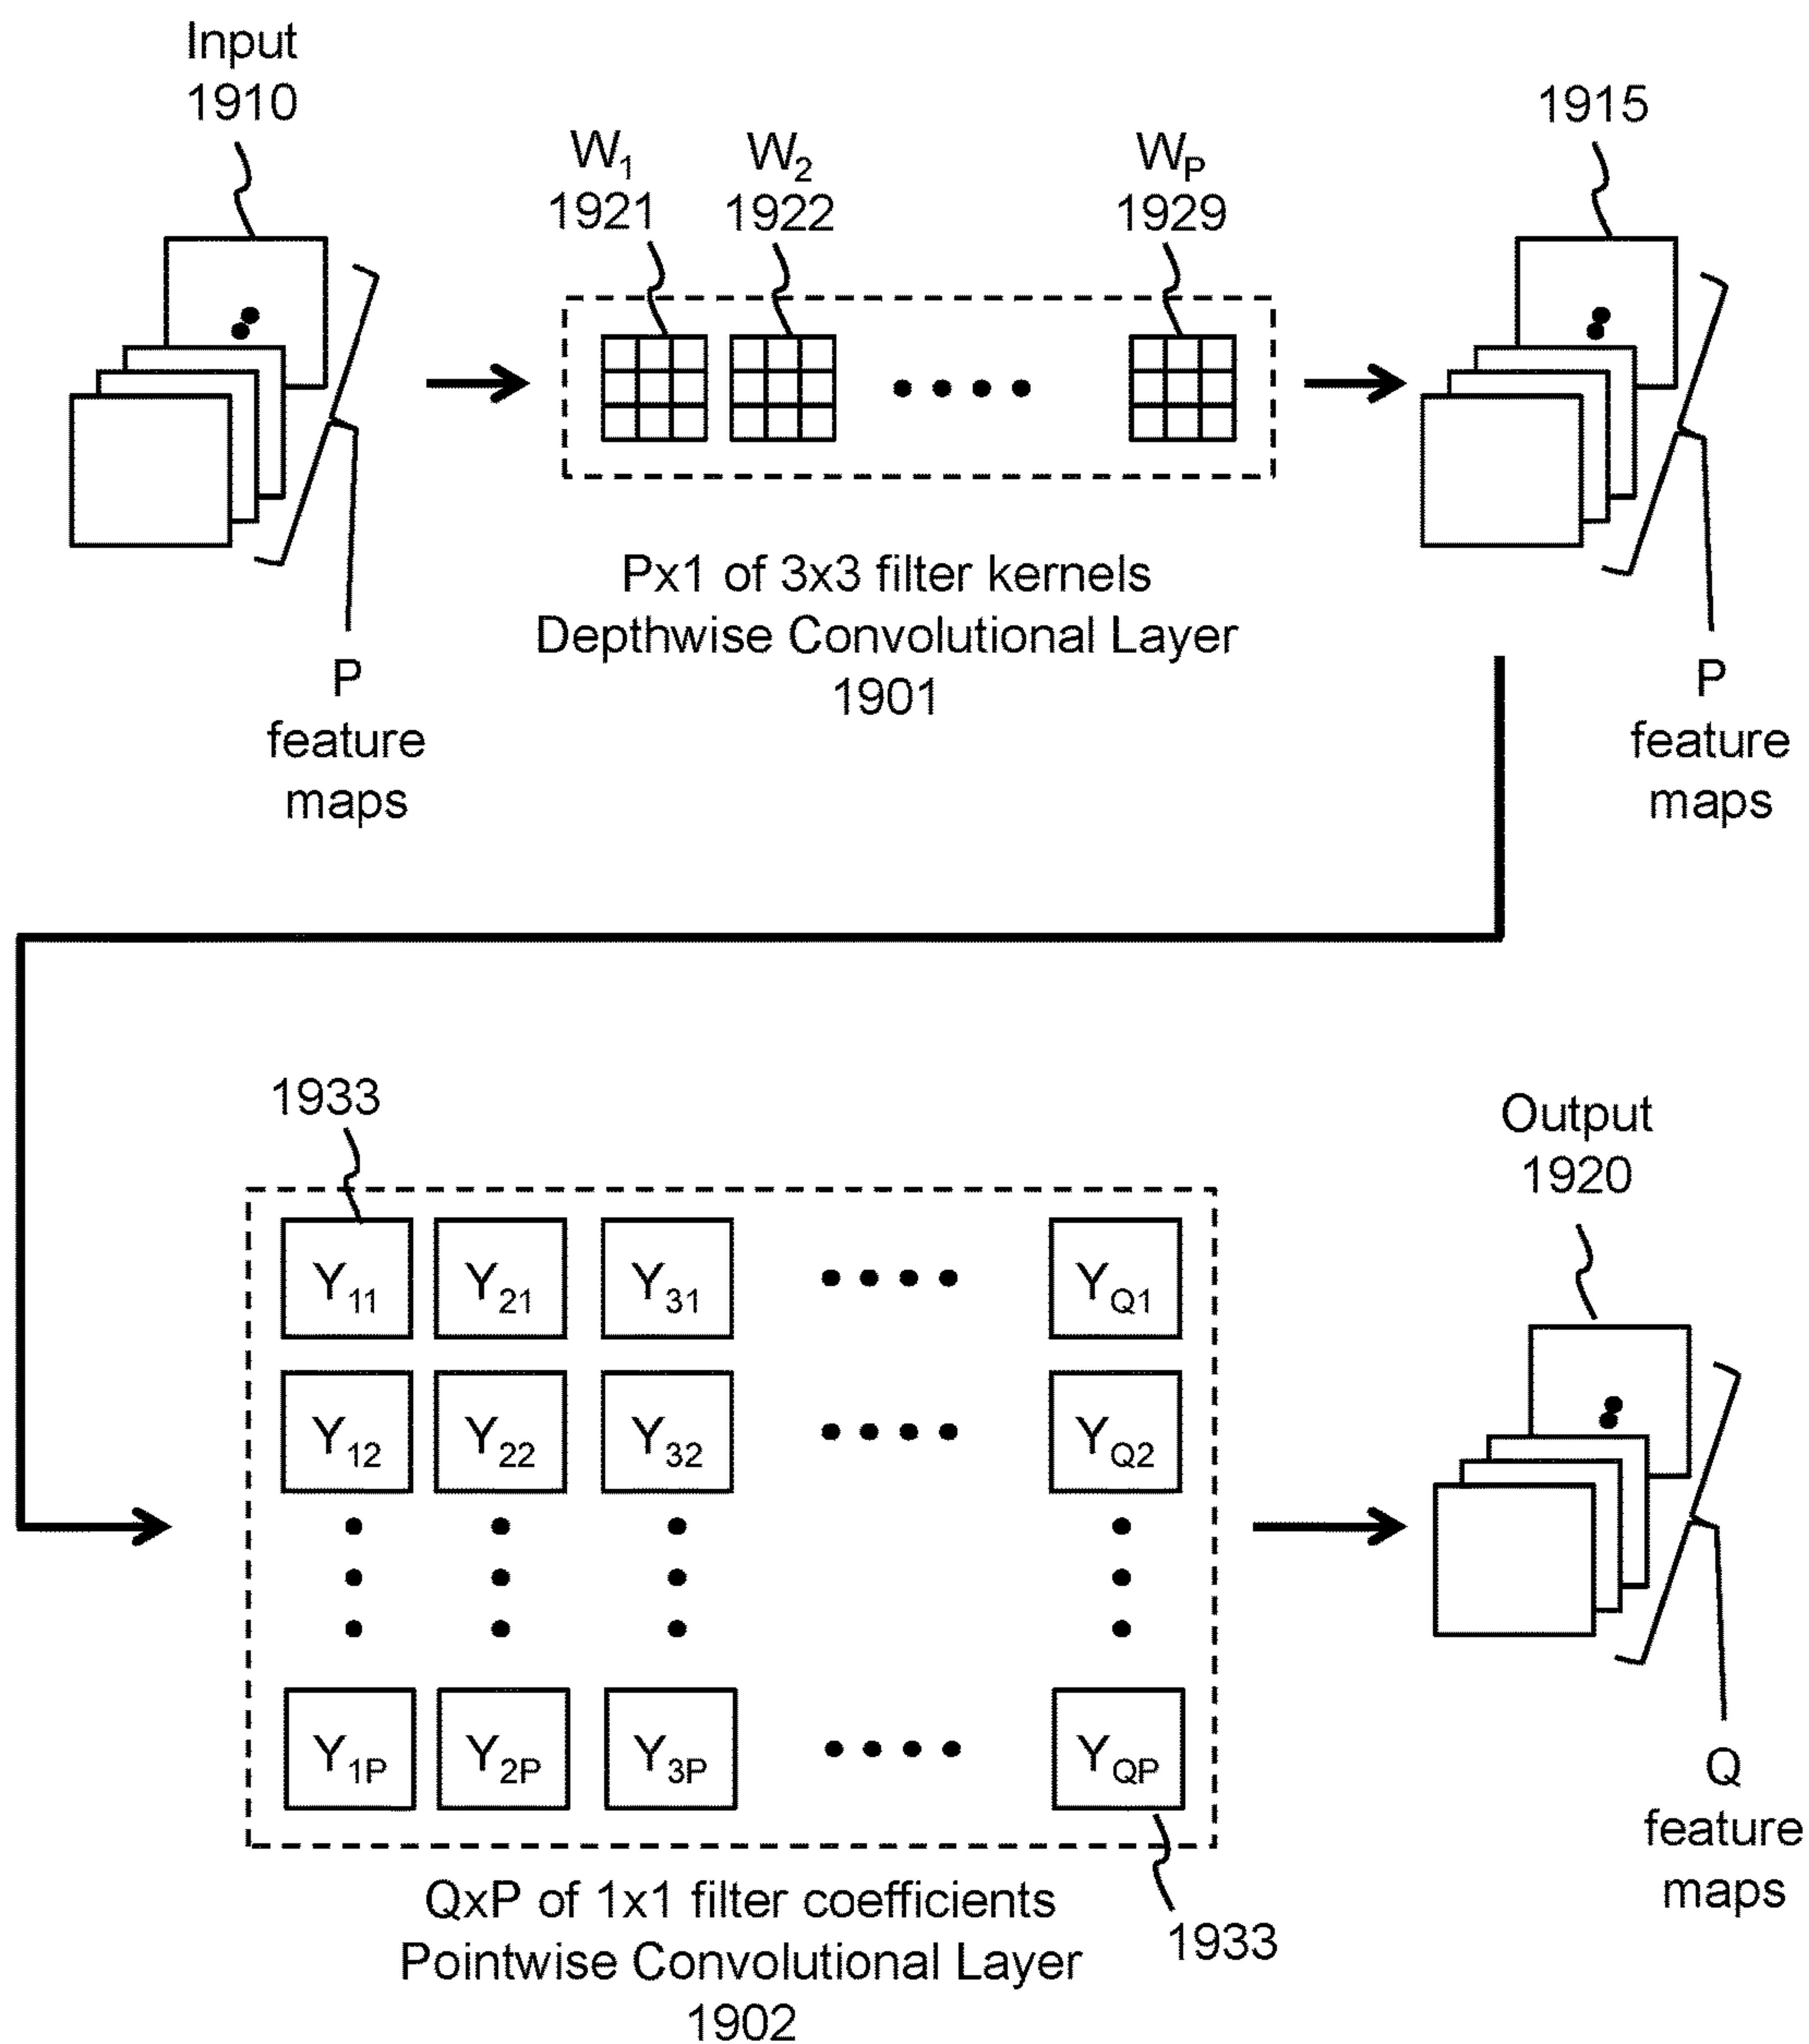 Input
1910
W1
1921
W2
1922
WP
1929
1915
Px1 of 3x3 filter kernels
Depthwise Convolutional Layer
1901
P
feature
maps
P
feature
maps
1933
Y11 Y21 Y31 YQ1
Y12 Y22 Y32 YQ2
Y1P Y2P Y3P YQP
1933
QxP of 1x1 filter coefficients
Pointwise Convolutional Layer
1902
Output
1920
Q
feature
maps